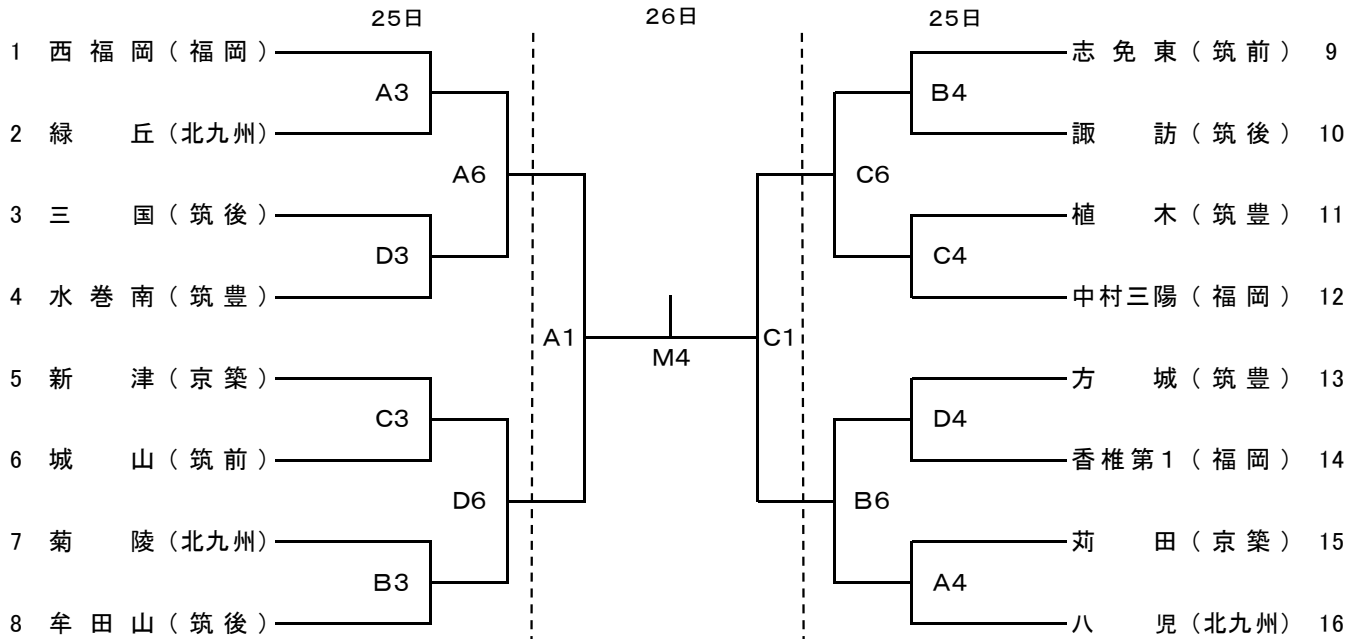 25日 26日 25日
1 西福岡(福岡) 志免東(筑前) 9
A3 B4
2 緑丘(北九州) 諏訪(筑後) 10
A6 C6
3 三国(筑後) 植木(筑豊) 11
D3 C4
4 水巻南(筑豊) 中村三陽(福岡) 12
A1 C1
M4
5 新津(京築) 方城(筑豊) 13
C3 D4
6 城山(筑前) 香椎第1(福岡) 14
D6 B6
7 菊陵(北九州) 苅田(京築) 15
B3 A4
8 牟田山(筑後) 八児(北九州) 16